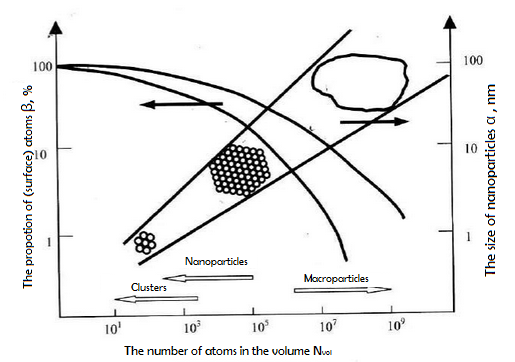 The propotion of (surface) atoms β, %
100
10
1
100
10
1
The size of nanoparticles α, nm
Nanoparticles
Macroparticles
Clusters
10¹
10³
10⁵
10⁷
10⁹
The number of atoms in the volume Nvol